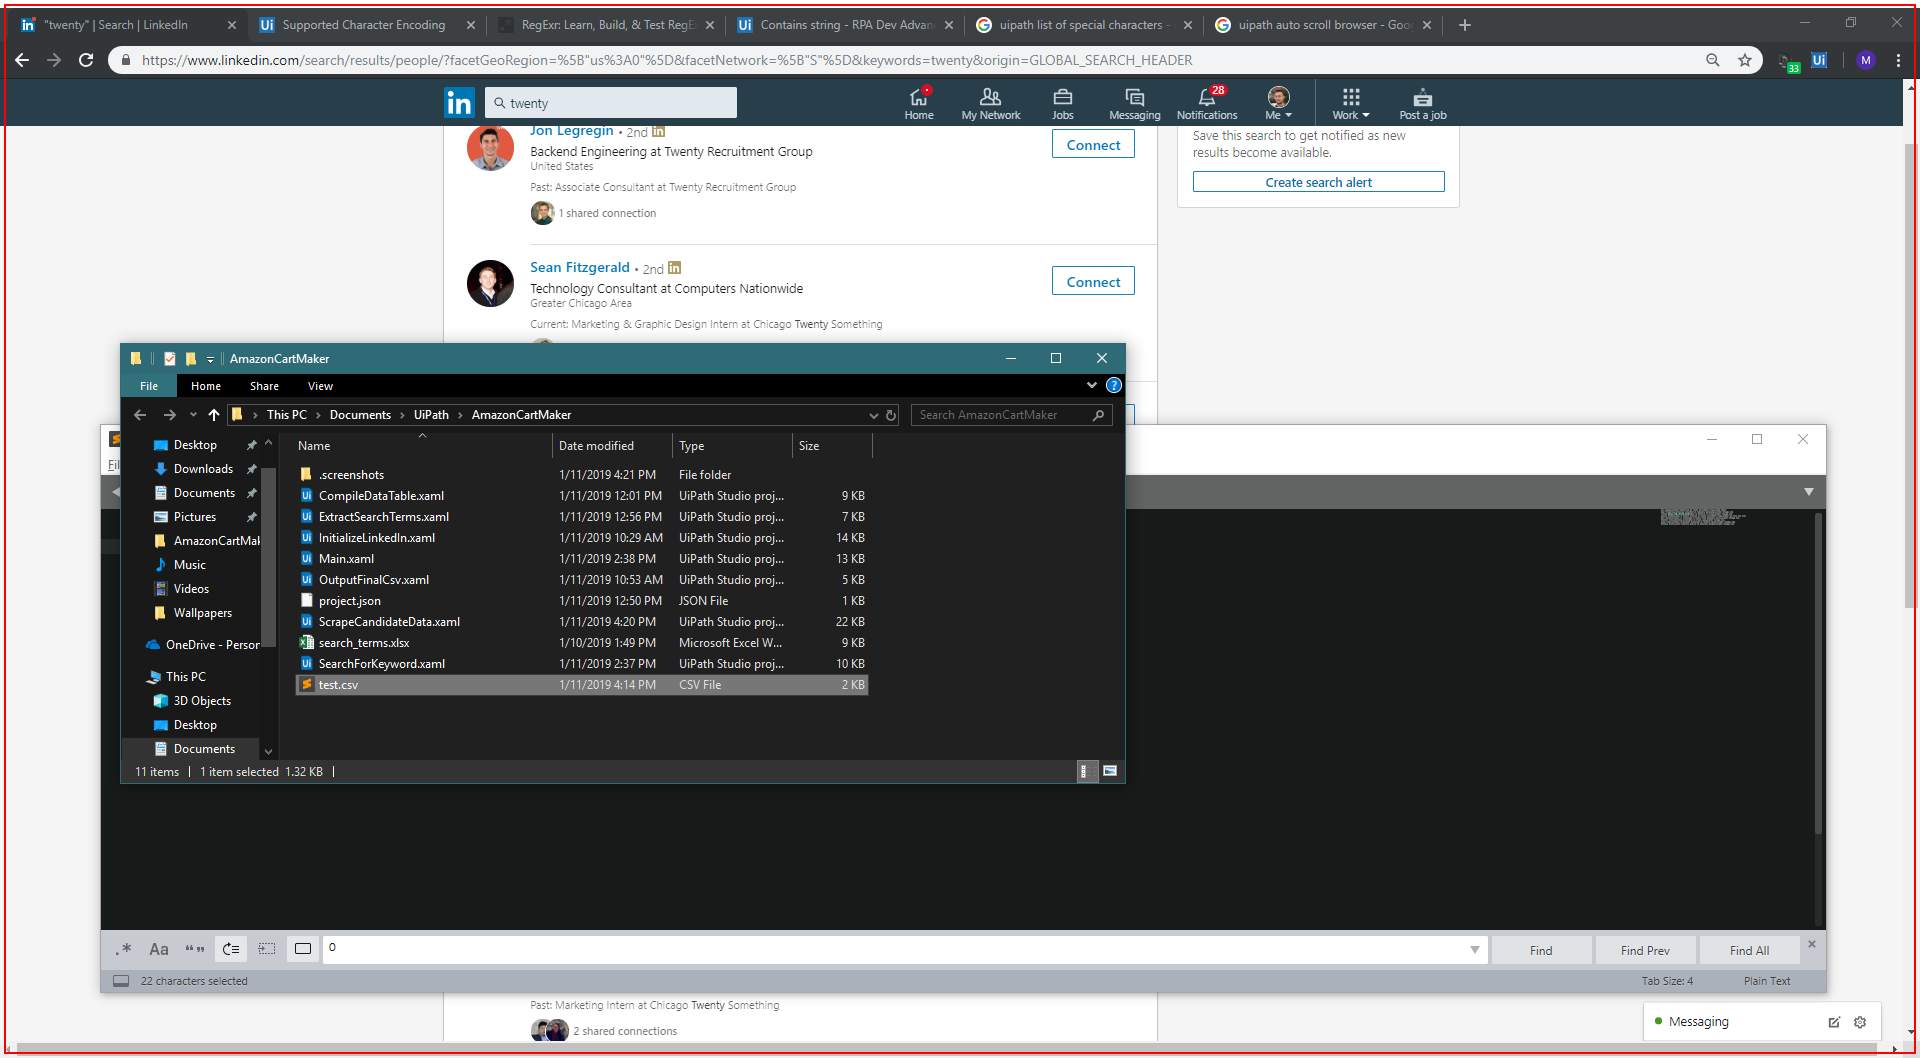 "twenty" | Search | LinkedIn
Supported Character Encoding
RegExr: Learn, Build, & Test RegE
Contains string - RPA Dev Advan
uipath list of special characters -
uipath auto scroll browser - Goo
https://www.linkedin.com/search/results/people/?facetGeoRegion=%5B"us%3A0"%5D&facetNetwork=%5B"S"%5D&keywords=twenty&origin=GLOBAL_SEARCH_HEADER
33
Ui
M
in
twenty
28
Home
My Network
Jobs
Messaging
Notifications
Me
Work
Post a job
Jon Legregin • 2nd in
Backend Engineering at Twenty Recruitment Group
United States
Past: Associate Consultant at Twenty Recruitment Group
1 shared connection
Connect
Save this search to get notified as new
results become available.
Create search alert
Sean Fitzgerald • 2nd in
Technology Consultant at Computers Nationwide
Greater Chicago Area
Current: Marketing & Graphic Design Intern at Chicago Twenty Something
Connect
AmazonCartMaker
File
Home
Share
View
This PC > Documents > UiPath > AmazonCartMaker
Search AmazonCartMaker
Desktop
Downloads
Documents
Pictures
AmazonCartMak
Music
Videos
Wallpapers
OneDrive - Person
This PC
3D Objects
Desktop
Documents
Name Date modified Type Size
.screenshots 1/11/2019 4:21 PM File folder
CompileDataTable.xaml 1/11/2019 12:01 PM UiPath Studio proj... 9 KB
ExtractSearchTerms.xaml 1/11/2019 12:56 PM UiPath Studio proj... 7 KB
InitializeLinkedIn.xaml 1/11/2019 10:29 AM UiPath Studio proj... 14 KB
Main.xaml 1/11/2019 2:38 PM UiPath Studio proj... 13 KB
OutputFinalCsv.xaml 1/11/2019 10:53 AM UiPath Studio proj... 5 KB
project.json 1/11/2019 12:50 PM JSON File 1 KB
ScrapeCandidateData.xaml 1/11/2019 4:20 PM UiPath Studio proj... 22 KB
search_terms.xlsx 1/10/2019 1:49 PM Microsoft Excel W... 9 KB
SearchForKeyword.xaml 1/11/2019 2:37 PM UiPath Studio proj... 10 KB
test.csv 1/11/2019 4:14 PM CSV File 2 KB
11 items
1 item selected 1.32 KB
Fil
.* Aa “ ”
0
Find
Find Prev
Find All
22 characters selected
Tab Size: 4
Plain Text
Past: Marketing Intern at Chicago Twenty Something
2 shared connections
Messaging